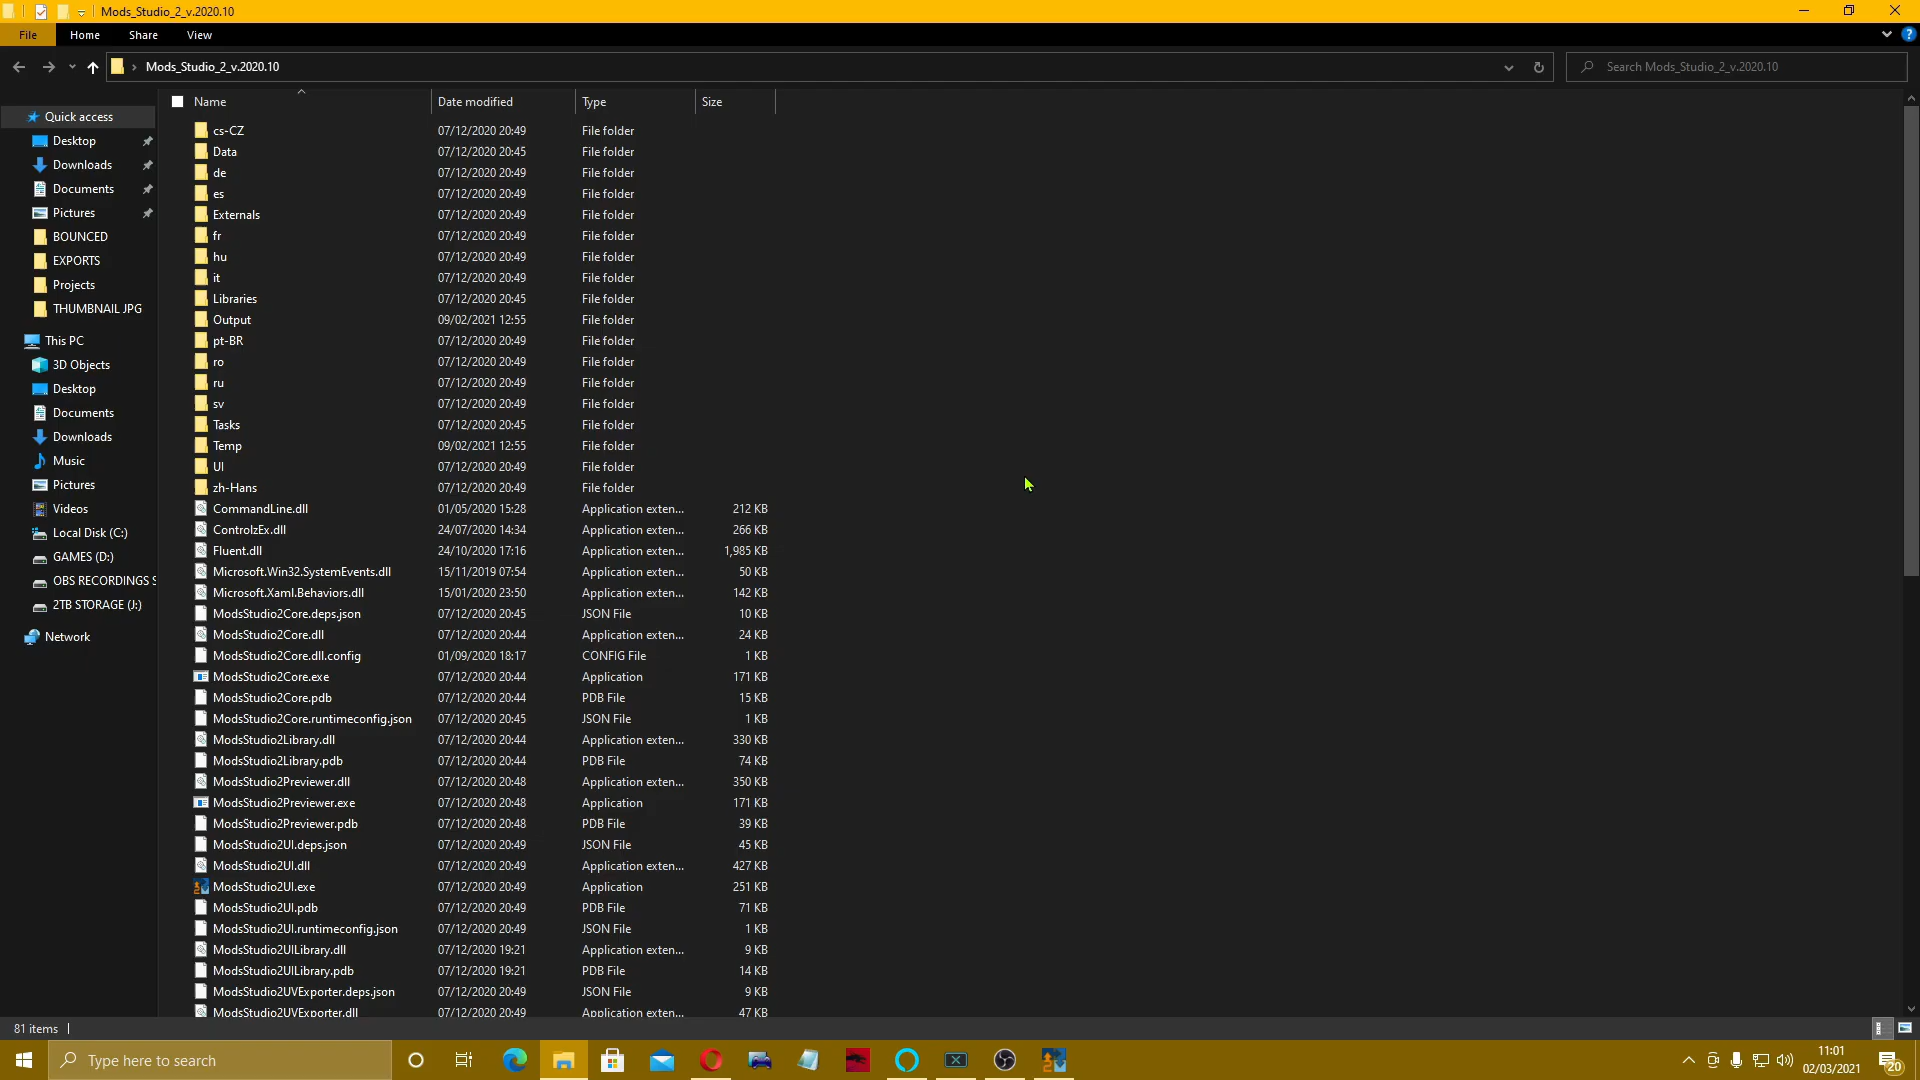 Mods_Studio_2_v.2020.10
File Home Share View
Mods_Studio_2_v.2020.10 Search Mods_Studio_2_v.2020.10
Name Date modified Type Size
Quick access
Desktop
Downloads
Documents
Pictures
BOUNCED
EXPORTS
Projects
THUMBNAIL JPG
This PC
3D Objects
Desktop
Documents
Downloads
Music
Pictures
Videos
Local Disk (C:)
GAMES (D:)
OBS RECORDINGS S
2TB STORAGE (J:)
Network
cs-CZ 07/12/2020 20:49 File folder
Data 07/12/2020 20:45 File folder
de 07/12/2020 20:49 File folder
es 07/12/2020 20:49 File folder
Externals 07/12/2020 20:49 File folder
fr 07/12/2020 20:49 File folder
hu 07/12/2020 20:49 File folder
it 07/12/2020 20:49 File folder
Libraries 07/12/2020 20:45 File folder
Output 09/02/2021 12:55 File folder
pt-BR 07/12/2020 20:49 File folder
ro 07/12/2020 20:49 File folder
ru 07/12/2020 20:49 File folder
sv 07/12/2020 20:49 File folder
Tasks 07/12/2020 20:45 File folder
Temp 09/02/2021 12:55 File folder
UI 07/12/2020 20:49 File folder
zh-Hans 07/12/2020 20:49 File folder
CommandLine.dll 01/05/2020 15:28 Application exten... 212 KB
ControlzEx.dll 24/07/2020 14:34 Application exten... 266 KB
Fluent.dll 24/10/2020 17:16 Application exten... 1,985 KB
Microsoft.Win32.SystemEvents.dll 15/11/2019 07:54 Application exten... 50 KB
Microsoft.Xaml.Behaviors.dll 15/01/2020 23:50 Application exten... 142 KB
ModsStudio2Core.deps.json 07/12/2020 20:45 JSON File 10 KB
ModsStudio2Core.dll 07/12/2020 20:44 Application exten... 24 KB
ModsStudio2Core.dll.config 01/09/2020 18:17 CONFIG File 1 KB
ModsStudio2Core.exe 07/12/2020 20:44 Application 171 KB
ModsStudio2Core.pdb 07/12/2020 20:44 PDB File 15 KB
ModsStudio2Core.runtimeconfig.json 07/12/2020 20:45 JSON File 1 KB
ModsStudio2Library.dll 07/12/2020 20:44 Application exten... 330 KB
ModsStudio2Library.pdb 07/12/2020 20:44 PDB File 74 KB
ModsStudio2Previewer.dll 07/12/2020 20:48 Application exten... 350 KB
ModsStudio2Previewer.exe 07/12/2020 20:48 Application 171 KB
ModsStudio2Previewer.pdb 07/12/2020 20:48 PDB File 39 KB
ModsStudio2UI.deps.json 07/12/2020 20:49 JSON File 45 KB
ModsStudio2UI.dll 07/12/2020 20:49 Application exten... 427 KB
ModsStudio2UI.exe 07/12/2020 20:49 Application 251 KB
ModsStudio2UI.pdb 07/12/2020 20:49 PDB File 71 KB
ModsStudio2UI.runtimeconfig.json 07/12/2020 20:49 JSON File 1 KB
ModsStudio2UILibrary.dll 07/12/2020 19:21 Application exten... 9 KB
ModsStudio2UILibrary.pdb 07/12/2020 19:21 PDB File 14 KB
ModsStudio2UVExporter.deps.json 07/12/2020 20:49 JSON File 9 KB
ModsStudio2UVExporter.dll 07/12/2020 20:49 Application exten... 47 KB
81 items
Type here to search
11:01
02/03/2021
20